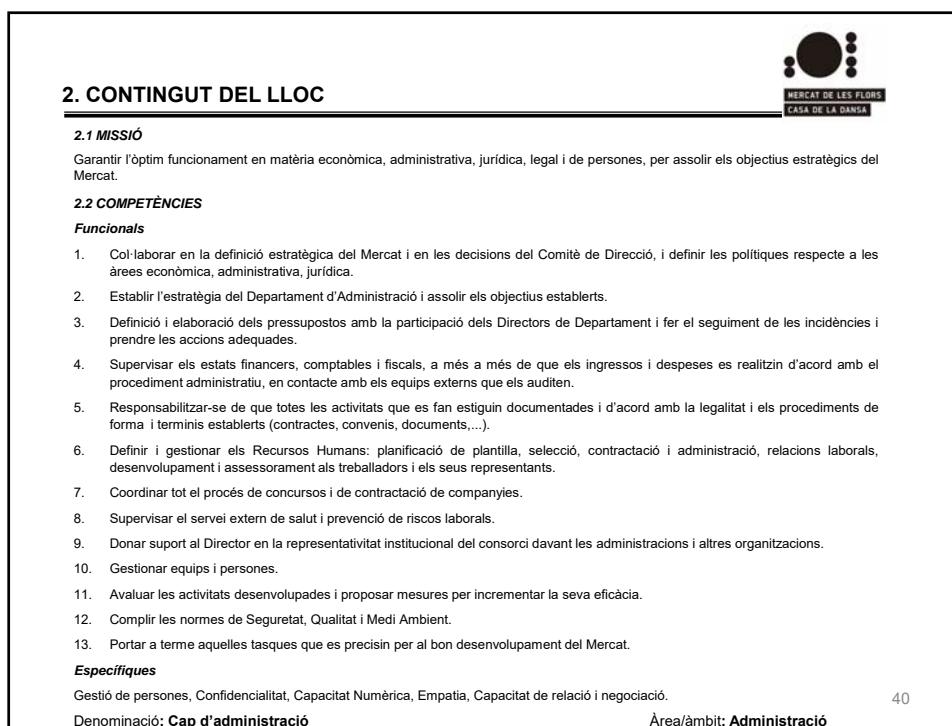 MERCAT DE LES FLORS
CASA DE LA DANSA
2. CONTINGUT DEL LLOC
2.1 MISSIÓ
Garantir l’òptim funcionament en matèria econòmica, administrativa, jurídica, legal i de persones, per assolir els objectius estratègics del
Mercat.
2.2 COMPETÈNCIES
Funcionals
1. Col·laborar en la definició estratègica del Mercat i en les decisions del Comitè de Direcció, i definir les polítiques respecte a les
àrees econòmica, administrativa, jurídica.
2. Establir l’estratègia del Departament d’Administració i assolir els objectius establerts.
3. Definició i elaboració dels pressupostos amb la participació dels Directors de Departament i fer el seguiment de les incidències i
prendre les accions adequades.
4. Supervisar els estats financers, comptables i fiscals, a més a més de que els ingressos i despeses es realitzin d’acord amb el
procediment administratiu, en contacte amb els equips externs que els auditen.
5. Responsabilitzar-se de que totes les activitats que es fan estiguin documentades i d’acord amb la legalitat i els procediments de
forma i terminis establerts (contractes, convenis, documents,...).
6. Definir i gestionar els Recursos Humans: planificació de plantilla, selecció, contractació i administració, relacions laborals,
desenvolupament i assessorament als treballadors i els seus representants.
7. Coordinar tot el procés de concursos i de contractació de companyies.
8. Supervisar el servei extern de salut i prevenció de riscos laborals.
9. Donar suport al Director en la representativitat institucional del consorci davant les administracions i altres organitzacions.
10. Gestionar equips i persones.
11. Avaluar les activitats desenvolupades i proposar mesures per incrementar la seva eficàcia.
12. Complir les normes de Seguretat, Qualitat i Medi Ambient.
13. Portar a terme aquelles tasques que es precisin per al bon desenvolupament del Mercat.
Específiques
Gestió de persones, Confidencialitat, Capacitat Numèrica, Empatia, Capacitat de relació i negociació.
40
Denominació: Cap d’administració Àrea/àmbit: Administració